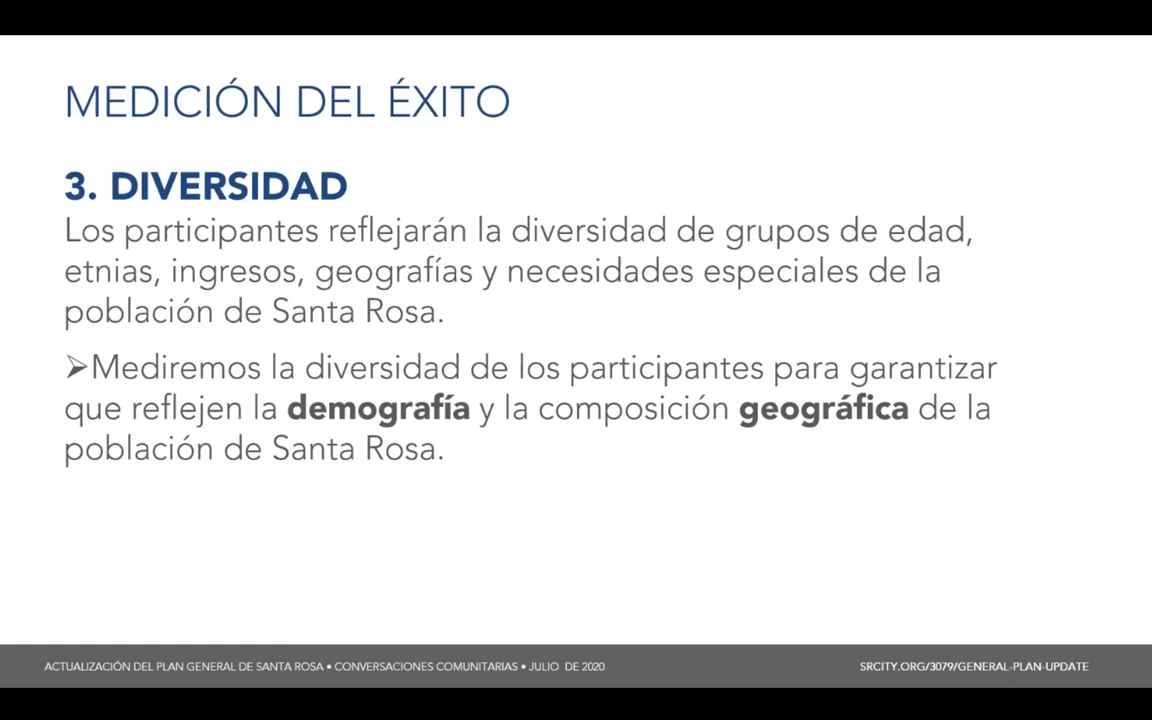 MEDICIÓN DEL ÉXITO
3. DIVERSIDAD
Los participantes reflejarán la diversidad de grupos de edad,
etnias, ingresos, geografías y necesidades especiales de la
población de Santa Rosa.
➢Mediremos la diversidad de los participantes para garantizar
que reflejen la demografía y la composición geográfica de la
población de Santa Rosa.
ACTUALIZACIÓN DEL PLAN GENERAL DE SANTA ROSA • CONVERSACIONES COMUNITARIAS • JULIO DE 2020
SRCITY.ORG/3079/GENERAL-PLAN-UPDATE